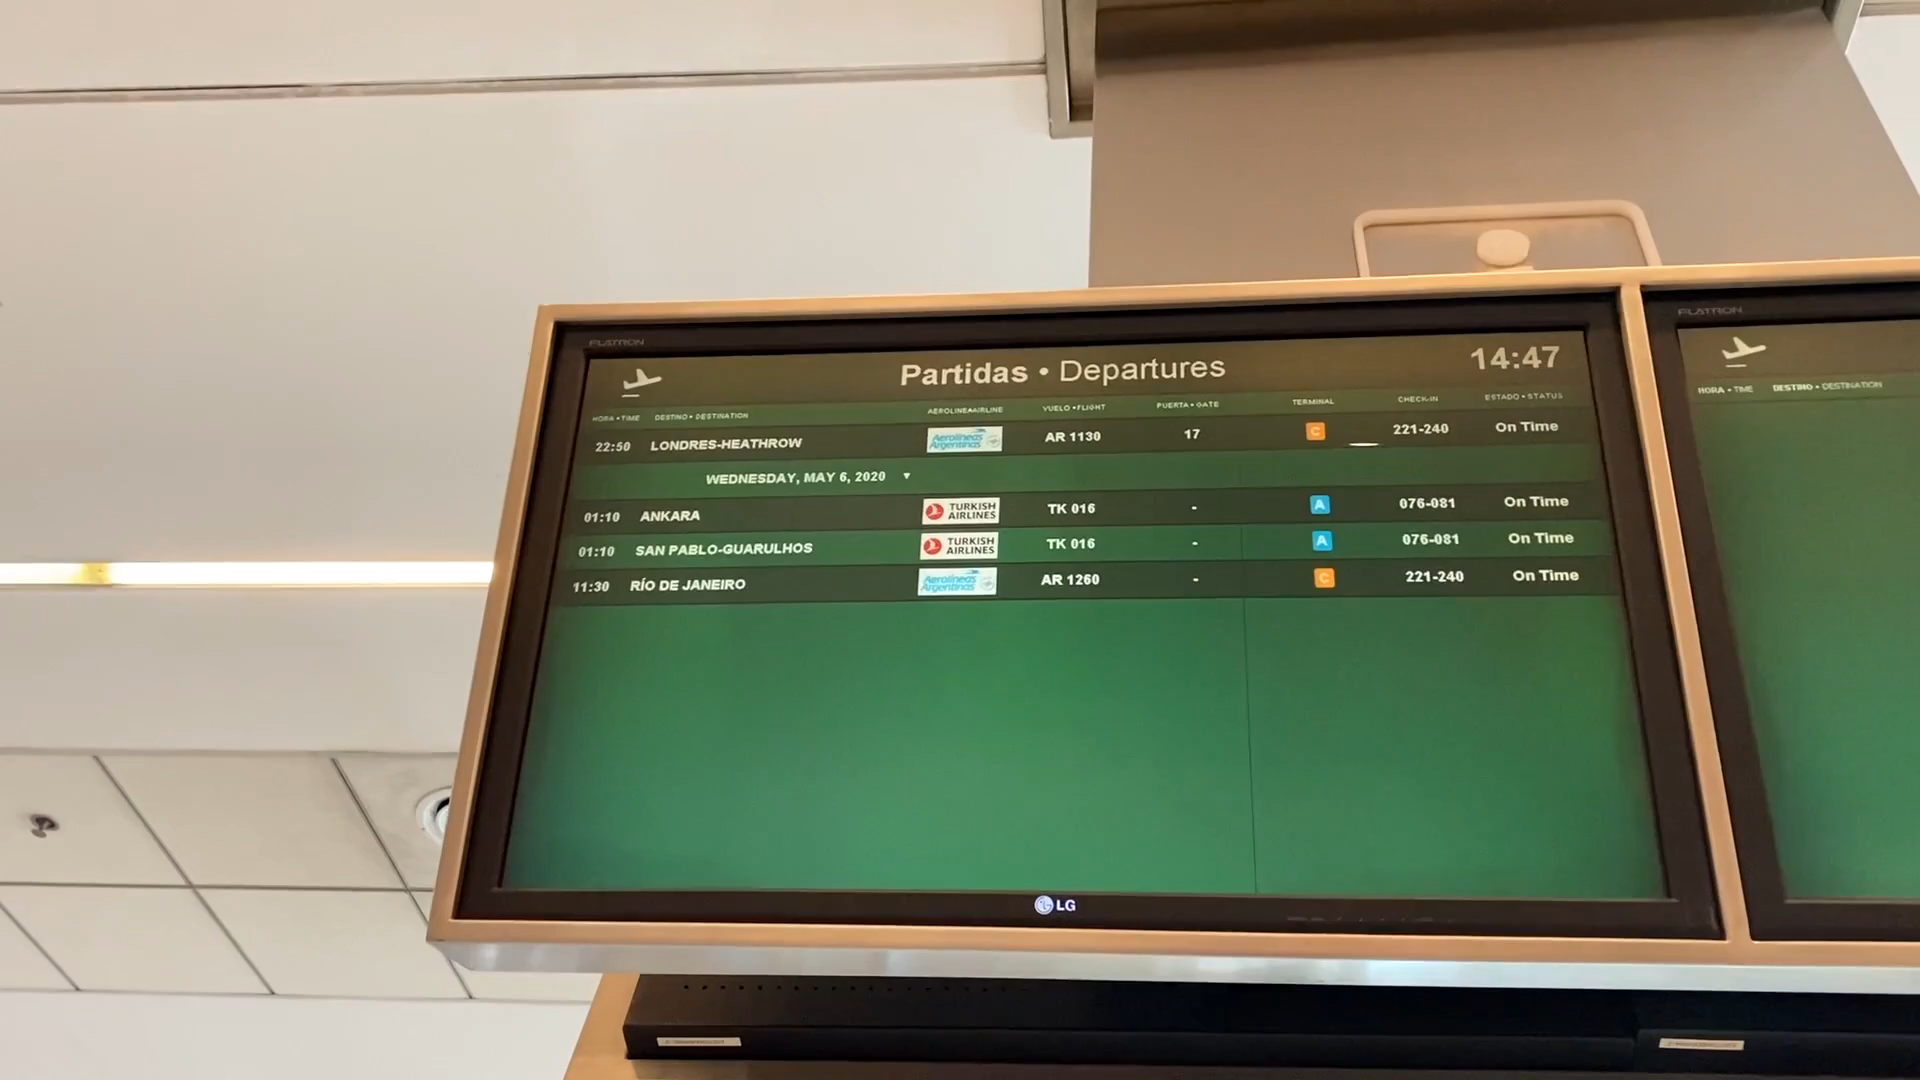 FLATRON
FLATRON
Partidas • Departures
14:47
HORA • TIME DESTINO • DESTINATION AEROLINEA•AIRLINE VUELO • FLIGHT PUERTA • GATE TERMINAL CHECK-IN ESTADO • STATUS
HORA • TIME DESTINO • DESTINATION
22:50 LONDRES-HEATHROW Aerolineas Argentinas AR 1130 17 C 221-240 On Time
WEDNESDAY, MAY 6, 2020 ▼
01:10 ANKARA TURKISH AIRLINES TK 016 - A 076-081 On Time
01:10 SAN PABLO-GUARULHOS TURKISH AIRLINES TK 016 - A 076-081 On Time
11:30 RÍO DE JANEIRO Aerolineas Argentinas AR 1260 - C 221-240 On Time
LG